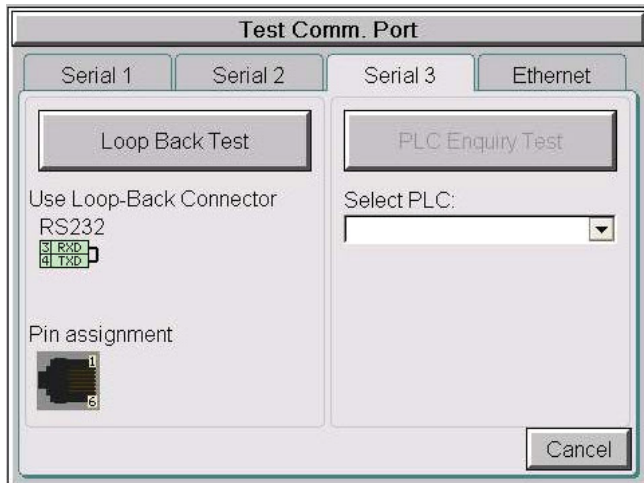 Test Comm. Port
Serial 1
Serial 2
Serial 3
Ethernet
Loop Back Test
PLC Enquiry Test
Use Loop-Back Connector
Select PLC:
RS232
3 RXD
4 TXD
Pin assignment
1
6
Cancel